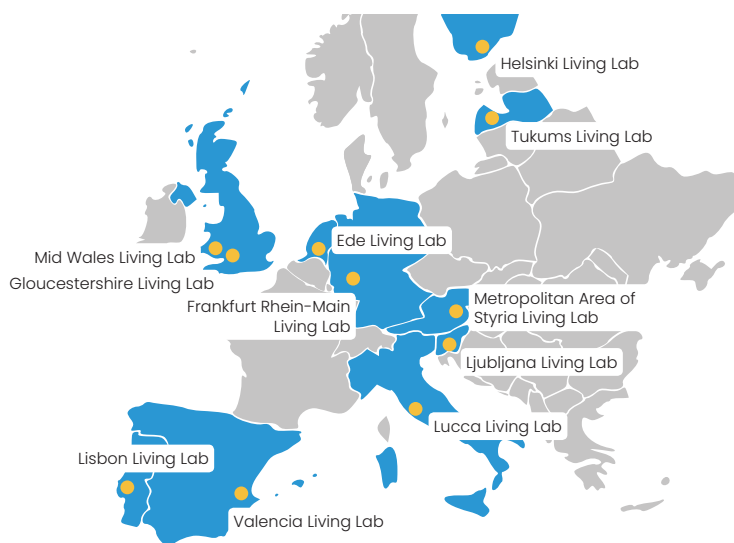 Helsinki Living Lab
Tukums Living Lab
Ede Living Lab
Mid Wales Living Lab
Gloucestershire Living Lab
Frankfurt Rhein-Main
Living Lab
Metropolitan Area of
Styria Living Lab
Ljubljana Living Lab
Lucca Living Lab
Lisbon Living Lab
Valencia Living Lab